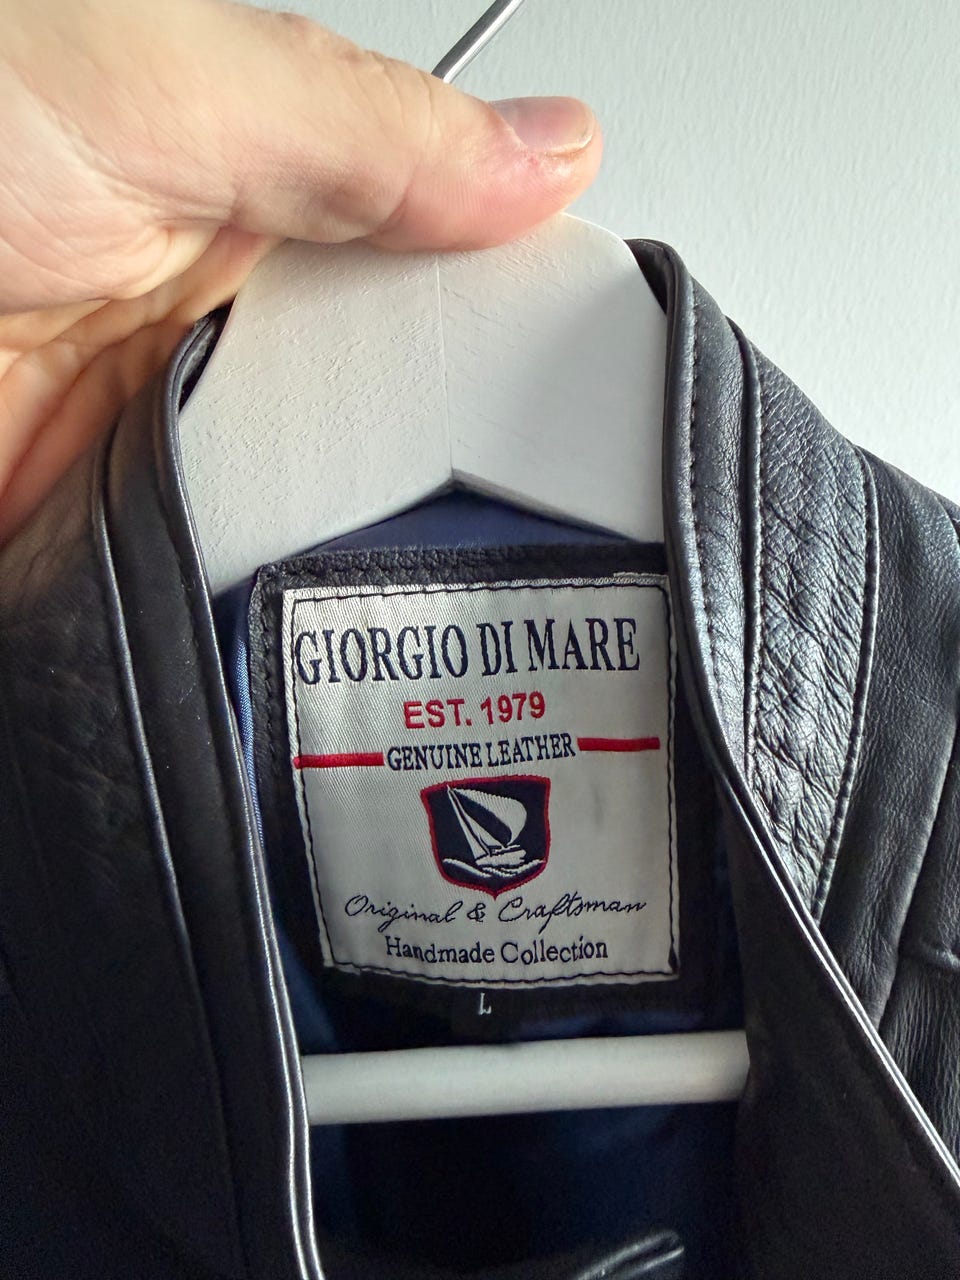 GIORGIO DI MARE
EST. 1979
GENUINE LEATHER
Original & Craftsman
Handmade Collection
L